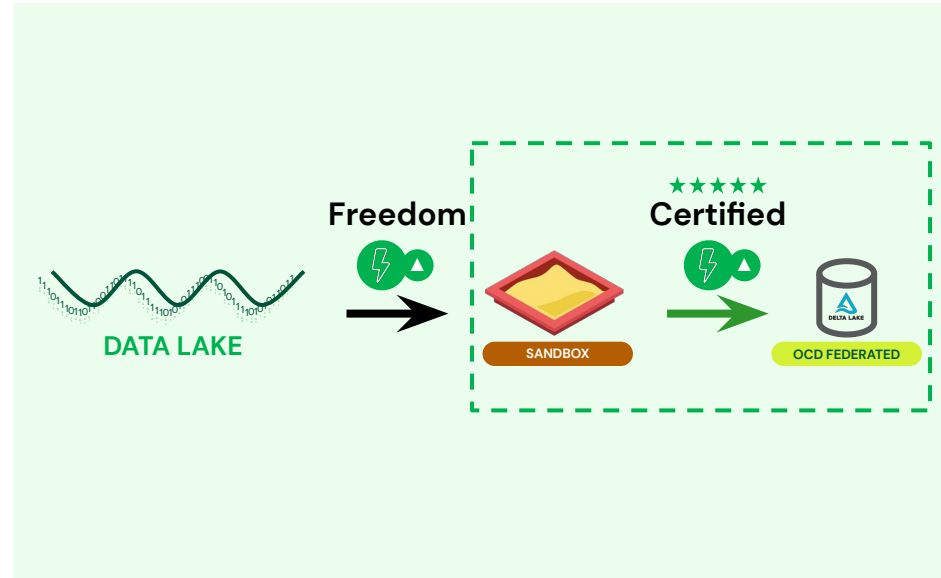 Freedom
★★★★★
Certified
DATA LAKE
SANDBOX
DELTA LAKE
OCD FEDERATED